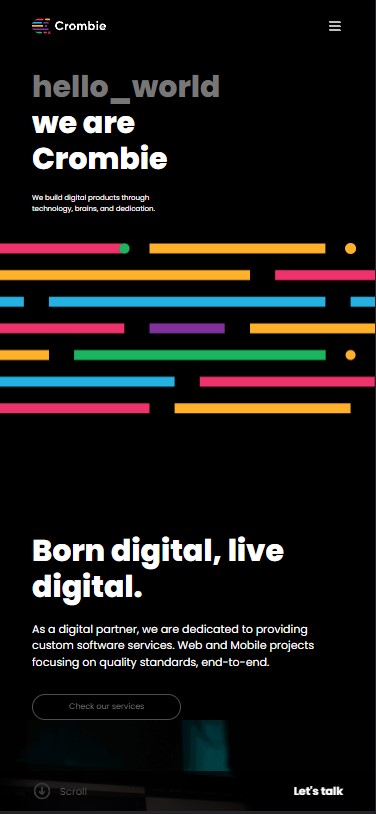 Crombie
hello_world
we are
Crombie
We build digital products through
technology, brains, and dedication.
Born digital, live
digital.
As a digital partner, we are dedicated to providing
custom software services. Web and Mobile projects
focusing on quality standards, end-to-end.
Check our services
Scroll
Let's talk